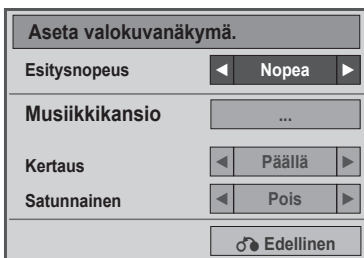 Aseta valokuvanäkymä.
Esitysnopeus ◄ Nopea ►
Musiikkikansio ...
Kertaus ◄ Päällä ►
Satunnainen ◄ Pois ►
Edellinen